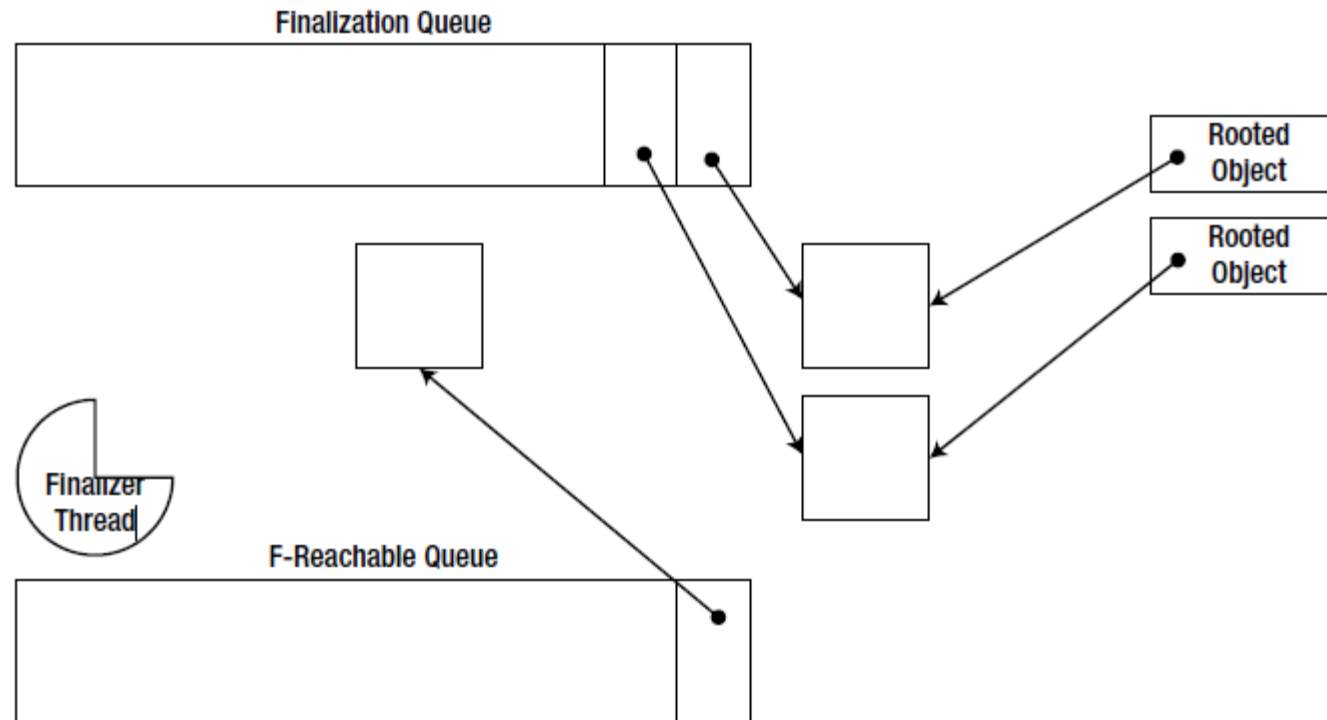 Finalization Queue
Rooted
Object
Rooted
Object
Finalizer
Thread
F-Reachable Queue